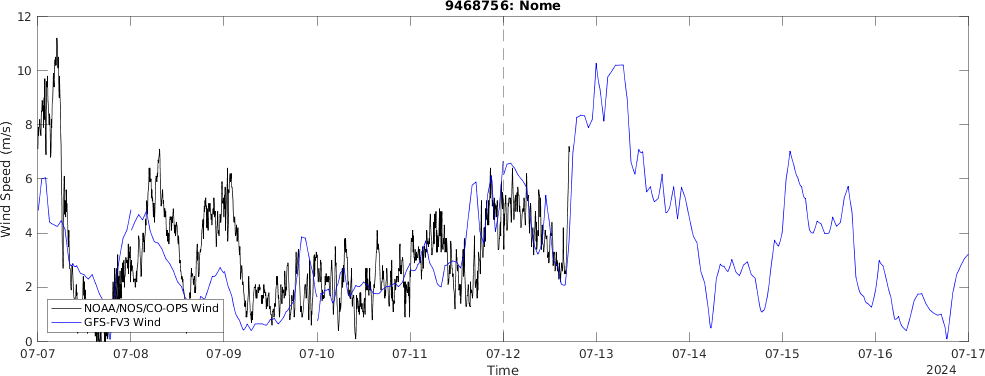 9468756: Nome
Wind Speed (m/s)
12
10
8
6
4
2
0
NOAA/NOS/CO-OPS Wind
GFS-FV3 Wind
07-07 07-08 07-09 07-10 07-11 07-12 07-13 07-14 07-15 07-16 07-17
Time
2024